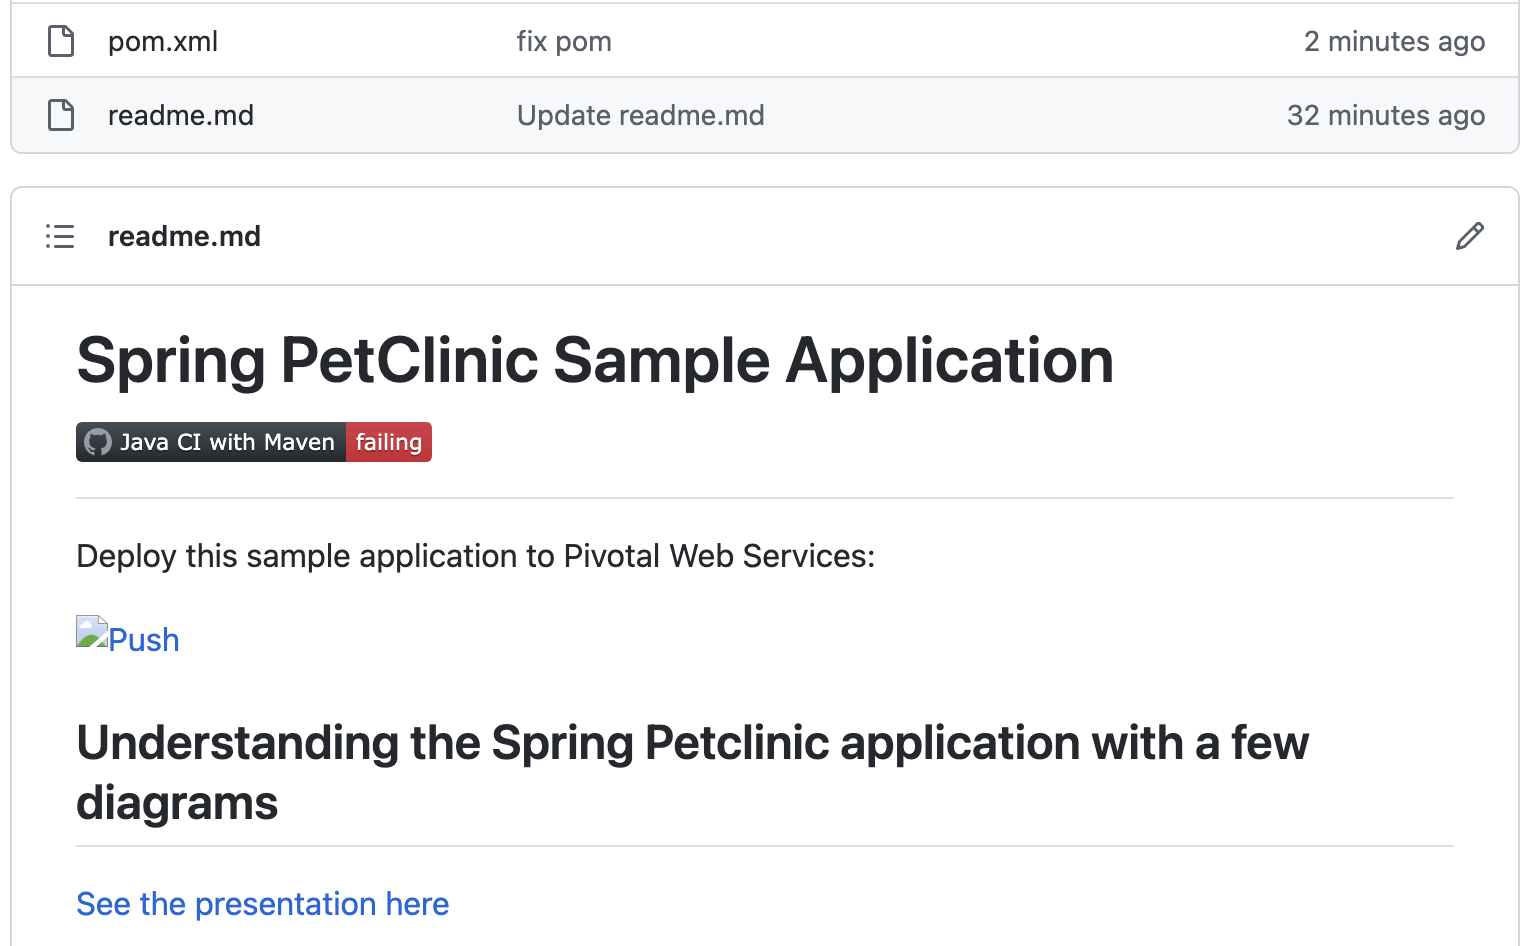 pom.xml fix pom 2 minutes ago
readme.md Update readme.md 32 minutes ago
readme.md
Spring PetClinic Sample Application
Java CI with Maven failing
Deploy this sample application to Pivotal Web Services:
Push
Understanding the Spring Petclinic application with a few
diagrams
See the presentation here